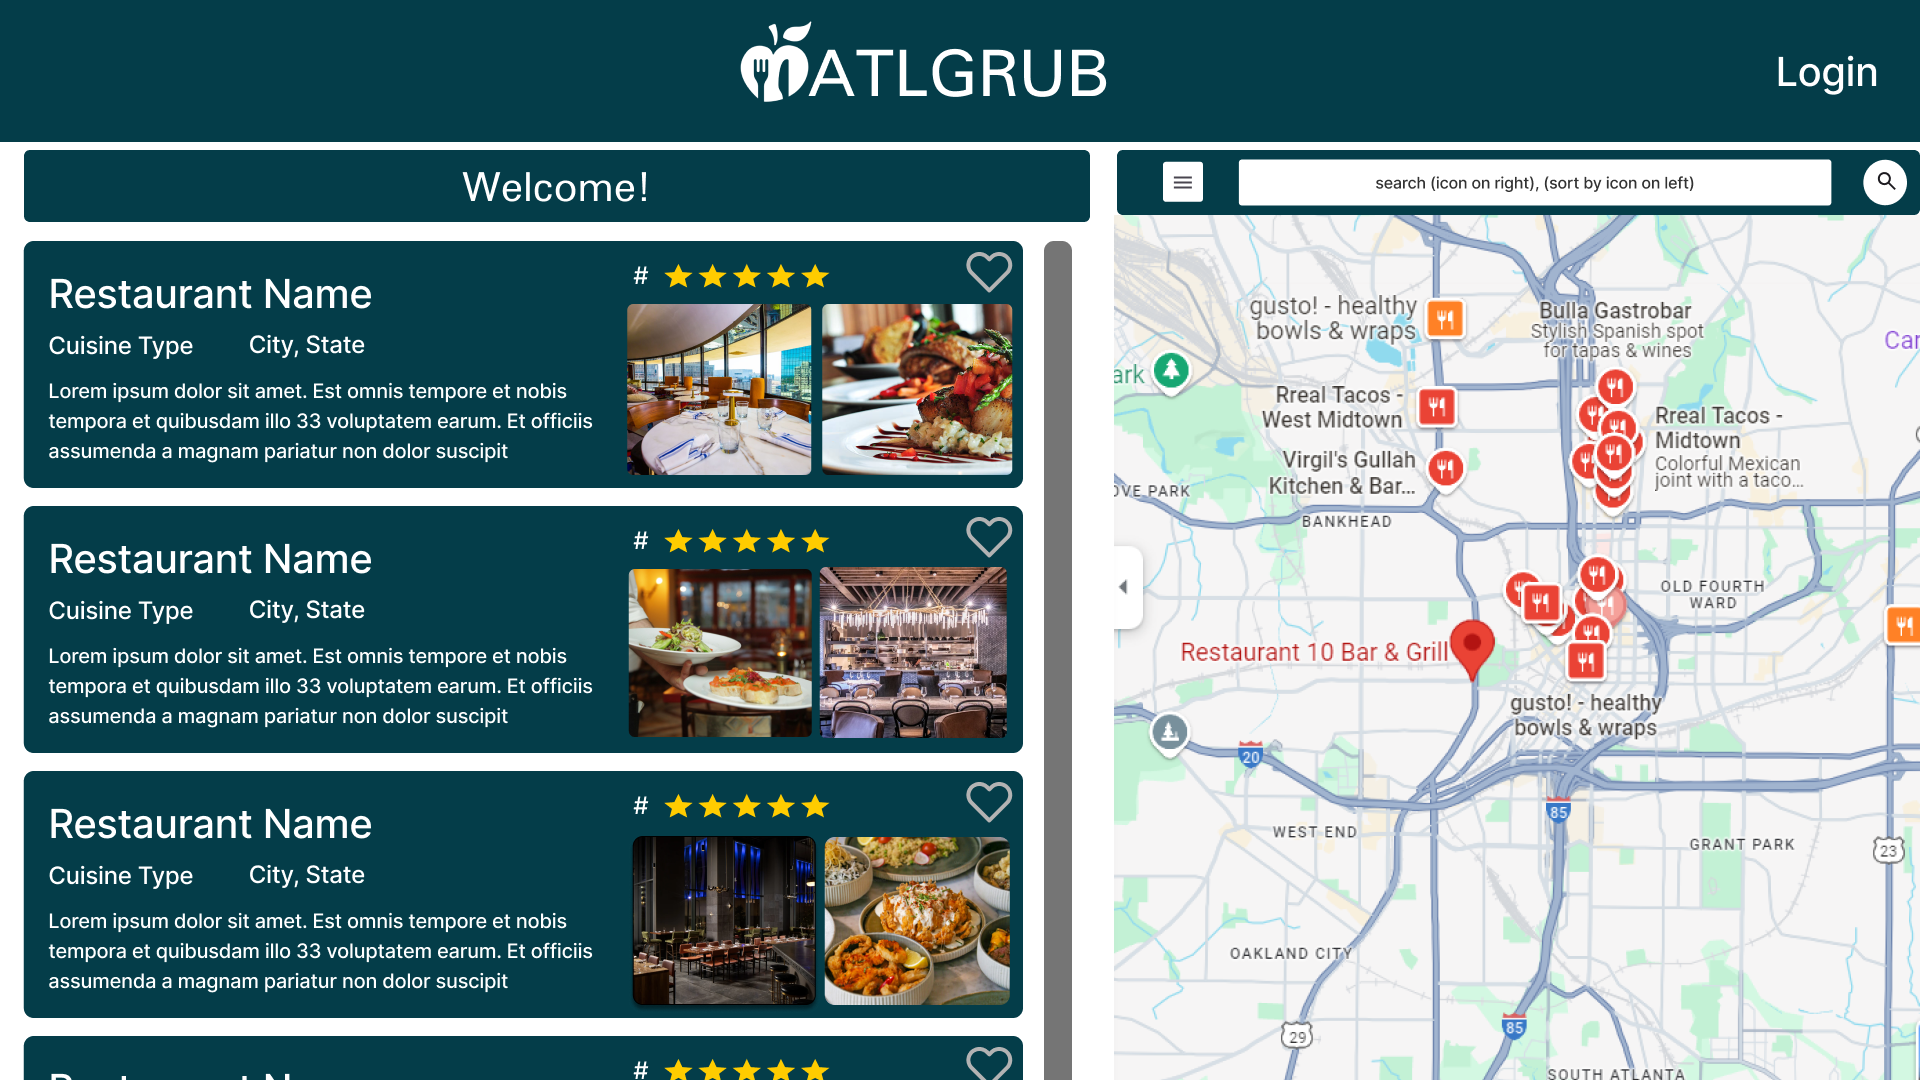 ATLGRUB
Login
Welcome!
search (icon on right), (sort by icon on left)
Restaurant Name
# 
Cuisine Type
City, State
Lorem ipsum dolor sit amet. Est omnis tempore et nobis
tempora et quibusdam illo 33 voluptatem earum. Et officiis
assumenda a magnam pariatur non dolor suscipit
Restaurant Name
#
Cuisine Type
City, State
Lorem ipsum dolor sit amet. Est omnis tempore et nobis
tempora et quibusdam illo 33 voluptatem earum. Et officiis
assumenda a magnam pariatur non dolor suscipit
Restaurant Name
#
Cuisine Type
City, State
Lorem ipsum dolor sit amet. Est omnis tempore et nobis
tempora et quibusdam illo 33 voluptatem earum. Et officiis
assumenda a magnam pariatur non dolor suscipit
#
gusto! - healthy
bowls & wraps
Bulla Gastrobar
Stylish Spanish spot
for tapas & wines
Car
ark
Rreal Tacos -
West Midtown
Rreal Tacos -
Midtown
Colorful Mexican
joint with a taco...
Virgil's Gullah
Kitchen & Bar...
OVE PARK
BANKHEAD
OLD FOURTH
WARD
Restaurant 10 Bar & Grill
gusto! - healthy
bowls & wraps
20
85
WEST END
GRANT PARK
23
OAKLAND CITY
85
29
SOUTH ATLANTA